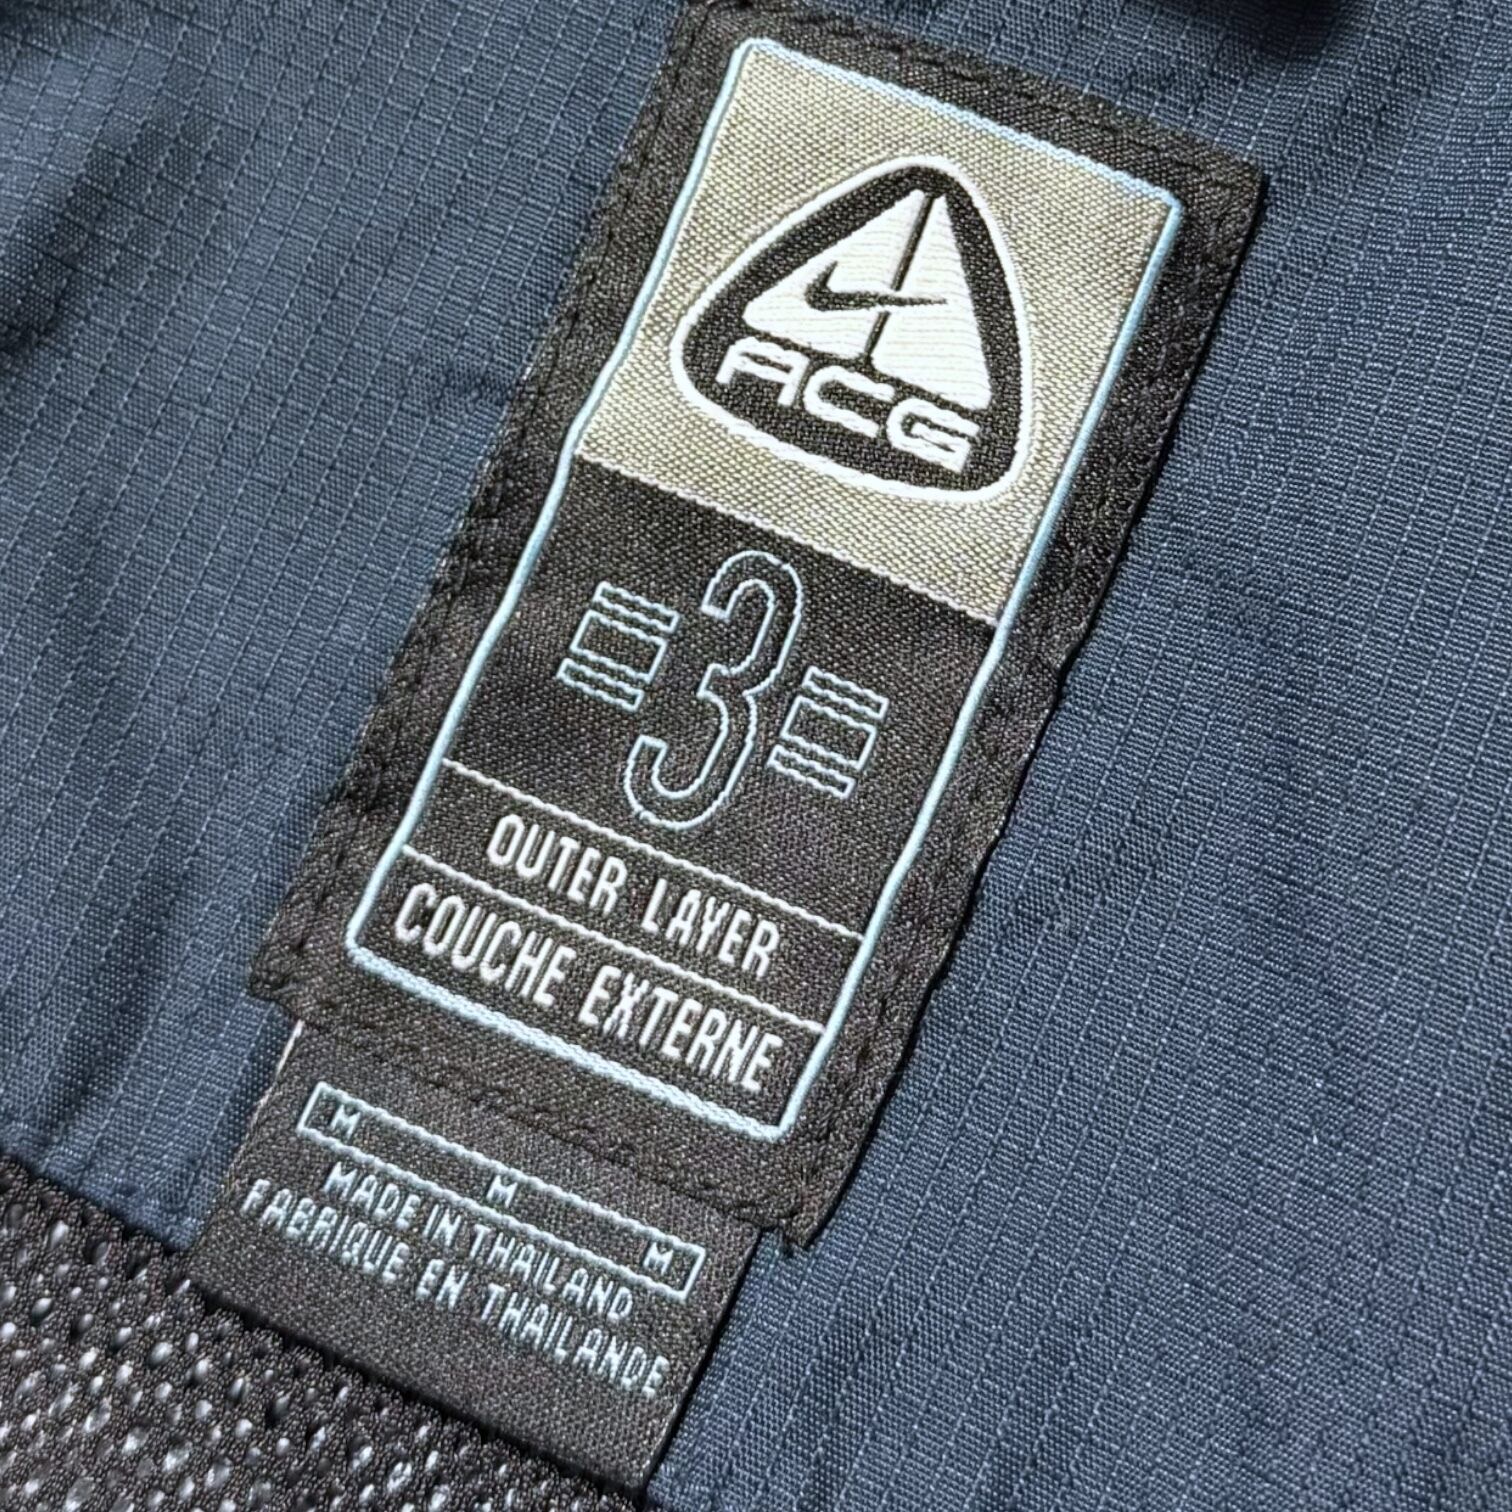 ACG
3
OUTER LAYER
COUCHE EXTERNE
M M M
MADE IN THAILAND
FABRIQUE EN THAILANDE